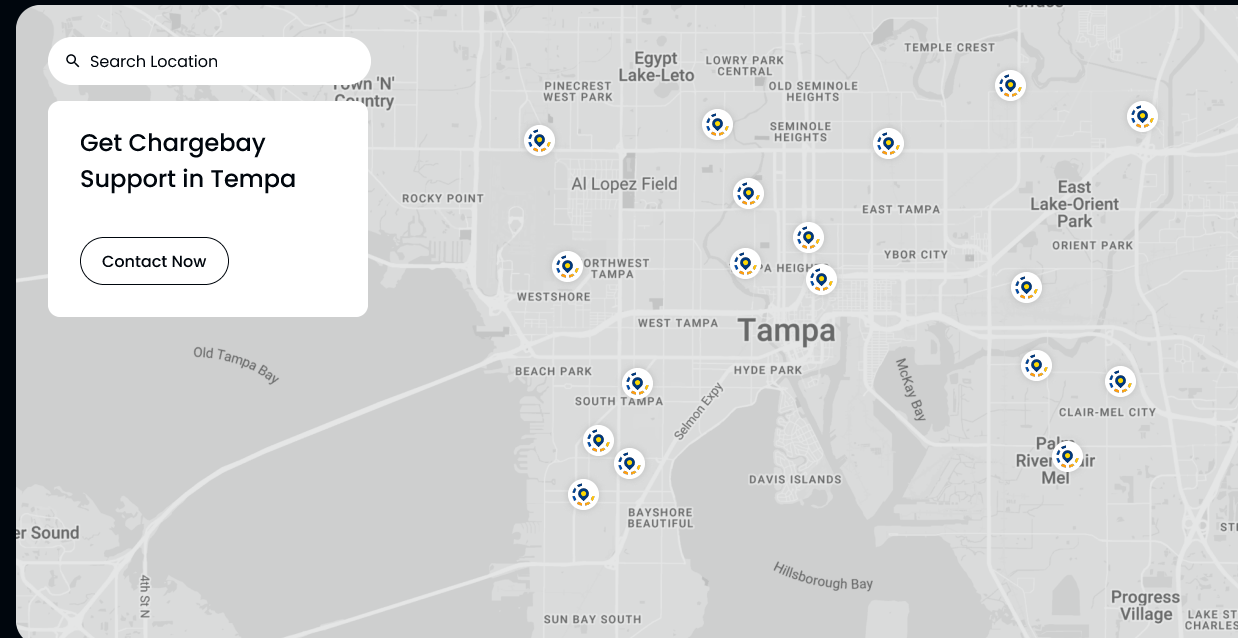 Search Location
Get Chargebay
Support in Tempa
Contact Now
Terrace
Town 'N'
Country
Egypt
Lake-Leto
LOWRY PARK
CENTRAL
TEMPLE CREST
PINECREST
WEST PARK
OLD SEMINOLE
HEIGHTS
SEMINOLE
HEIGHTS
Al Lopez Field
ROCKY POINT
EAST TAMPA
East
Lake-Orient
Park
ORIENT PARK
YBOR CITY
ORTHWEST
TAMPA
PA HEIGH
WESTSHORE
WEST TAMPA
Tampa
Old Tampa Bay
BEACH PARK
HYDE PARK
SOUTH TAMPA
Selmon Expy
McKay Bay
CLAIR-MEL CITY
Palm
River-Clair
Mel
DAVIS ISLANDS
BAYSHORE
BEAUTIFUL
er Sound
4th St N
Hillsborough Bay
SUN BAY SOUTH
Progress
Village
LAKE ST
CHARLES